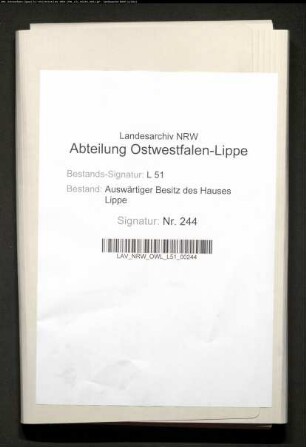 Landesarchiv NRW
Abteilung Ostwestfalen-Lippe
Bestands-Signatur: L 51
Bestand: Auswärtiger Besitz des Hauses
Lippe
Signatur: Nr. 244
LAV_NRW_OWL_L51_00244